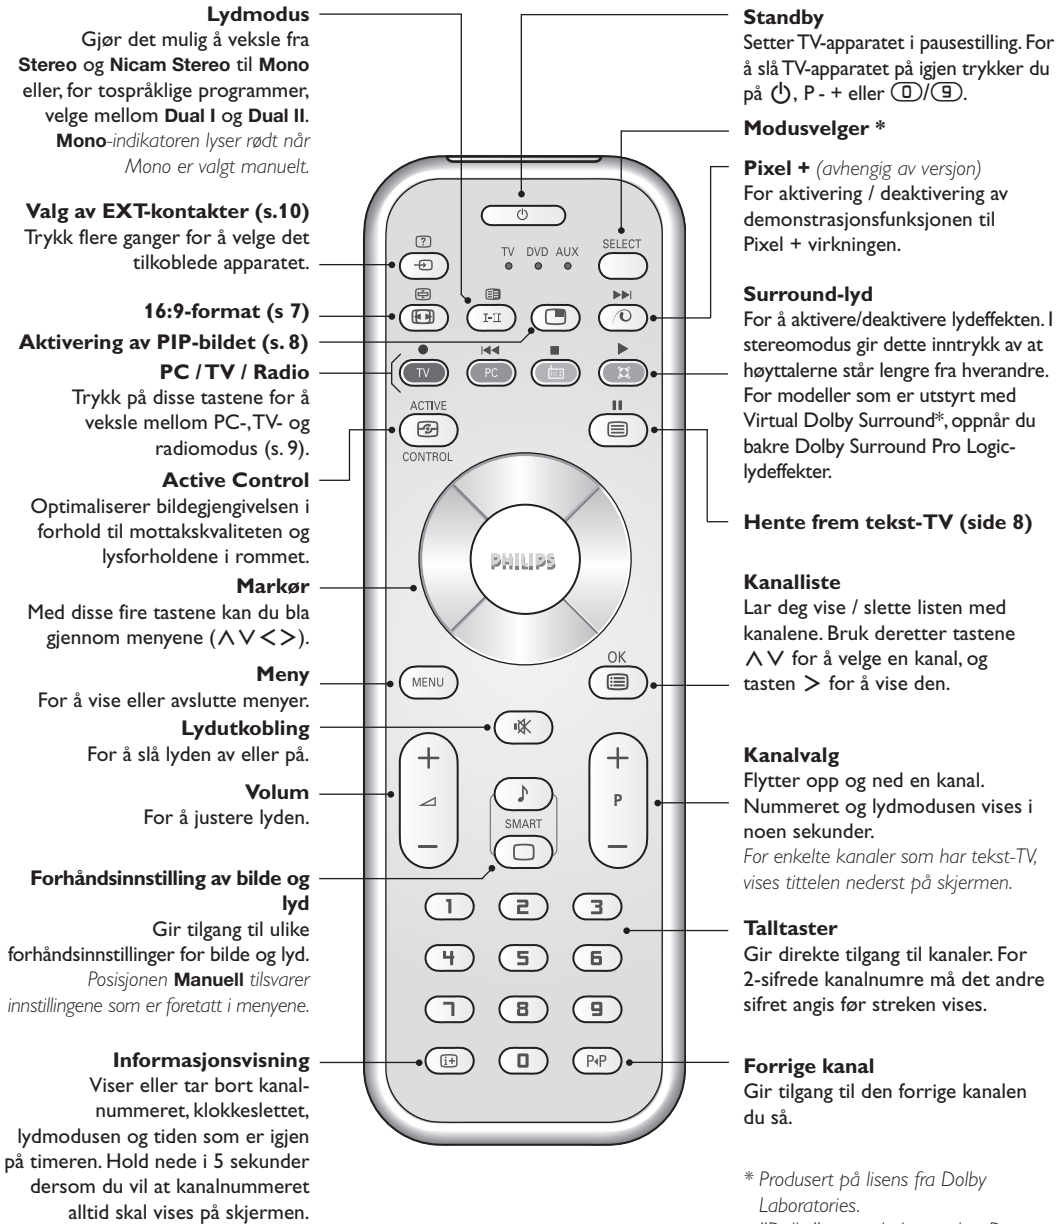 Lydmodus
Gjør det mulig å veksle fra
Stereo og Nicam Stereo til Mono
eller, for tospråklige programmer,
velge mellom Dual I og Dual II.
Mono-indikatoren lyser rødt når
Mono er valgt manuelt.
Valg av EXT-kontakter (s.10)
Trykk flere ganger for å velge det
tilkoblede apparatet.
16:9-format (s 7)
Aktivering av PIP-bildet (s. 8)
PC / TV / Radio
Trykk på disse tastene for å
veksle mellom PC-, TV- og
radiomodus (s. 9).
Active Control
Optimaliserer bildegjengivelsen i
forhold til mottakskvaliteten og
lysforholdene i rommet.
Markør
Med disse fire tastene kan du bla
gjennom menyene (∧∨<>).
Meny
For å vise eller avslutte menyer.
Lydutkobling
For å slå lyden av eller på.
Volum
For å justere lyden.
Forhåndsinnstilling av bilde og
lyd
Gir tilgang til ulike
forhåndsinnstillinger for bilde og lyd.
Posisjonen Manuell tilsvarer
innstillingene som er foretatt i menyene.
Informasjonsvisning
Viser eller tar bort kanal-
nummeret, klokkeslettet,
lydmodusen og tiden som er igjen
på timeren. Hold nede i 5 sekunder
dersom du vil at kanalnummeret
alltid skal vises på skjermen.
TV DVD AUX SELECT
I-II
TV PC
ACTIVE
CONTROL
PHILIPS
OK
MENU
+ +
P
SMART
- -
1 2 3
4 5 6
7 8 9
i+ 0 P◂P
Standby
Setter TV-apparatet i pausestilling. For
å slå TV-apparatet på igjen trykker du
på ⏻, P - + eller 0/9.
Modusvelger *
Pixel + (avhengig av versjon)
For aktivering / deaktivering av
demonstrasjonsfunksjonen til
Pixel + virkningen.
Surround-lyd
For å aktivere/deaktivere lydeffekten. I
stereomodus gir dette inntrykk av at
høyttalerne står lengre fra hverandre.
For modeller som er utstyrt med
Virtual Dolby Surround*, oppnår du
bakre Dolby Surround Pro Logic-
lydeffekter.
Hente frem tekst-TV (side 8)
Kanalliste
Lar deg vise / slette listen med
kanalene. Bruk deretter tastene
∧∨ for å velge en kanal, og
tasten > for å vise den.
Kanalvalg
Flytter opp og ned en kanal.
Nummeret og lydmodusen vises i
noen sekunder.
For enkelte kanaler som har tekst-TV,
vises tittelen nederst på skjermen.
Talltaster
Gir direkte tilgang til kanaler. For
2-sifrede kanalnumre må det andre
sifret angis før streken vises.
Forrige kanal
Gir tilgang til den forrige kanalen
du så.
* Produsert på lisens fra Dolby
Laboratories.